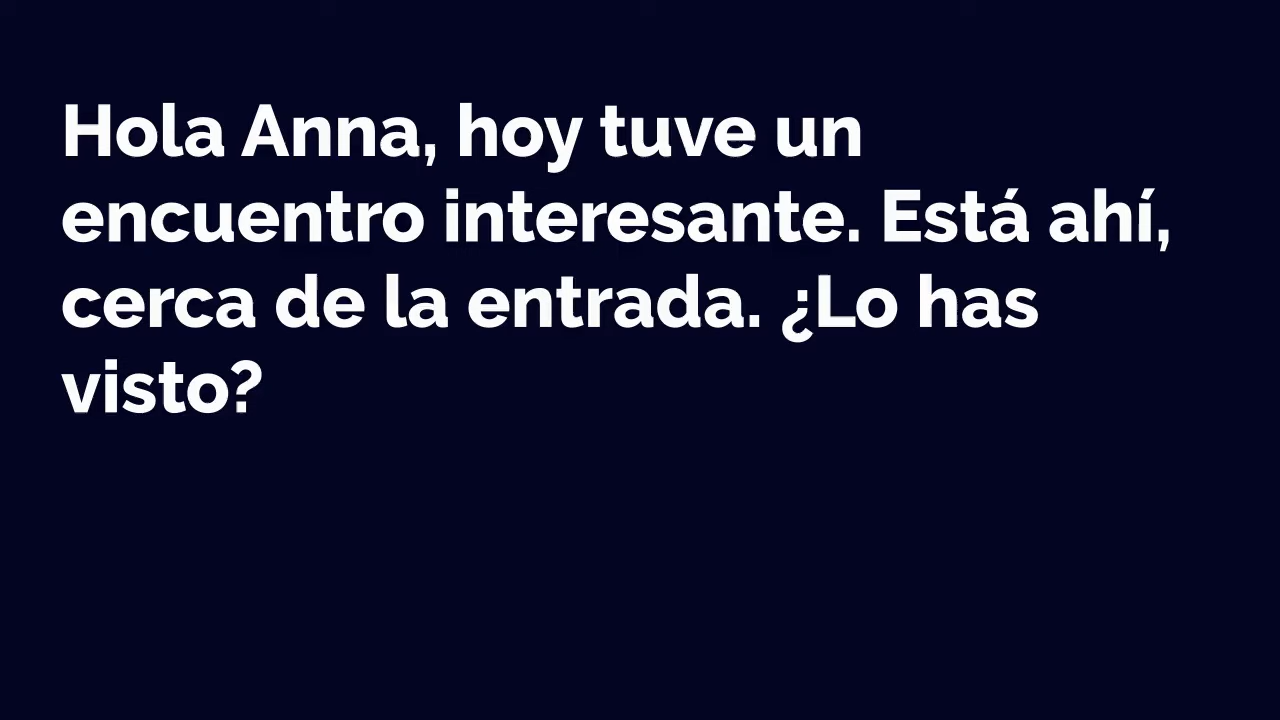 Hola Anna, hoy tuve un
encuentro interesante. Está ahí,
cerca de la entrada. ¿Lo has
visto?